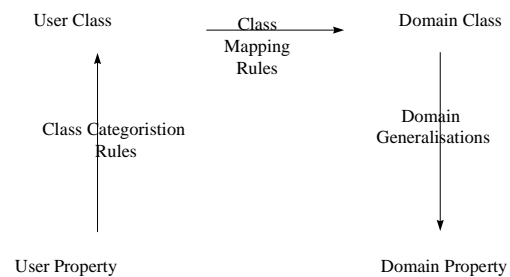 User Class
Class
Mapping
Rules
Domain Class
Class Categoristion
Rules
Domain
Generalisations
User Property
Domain Property